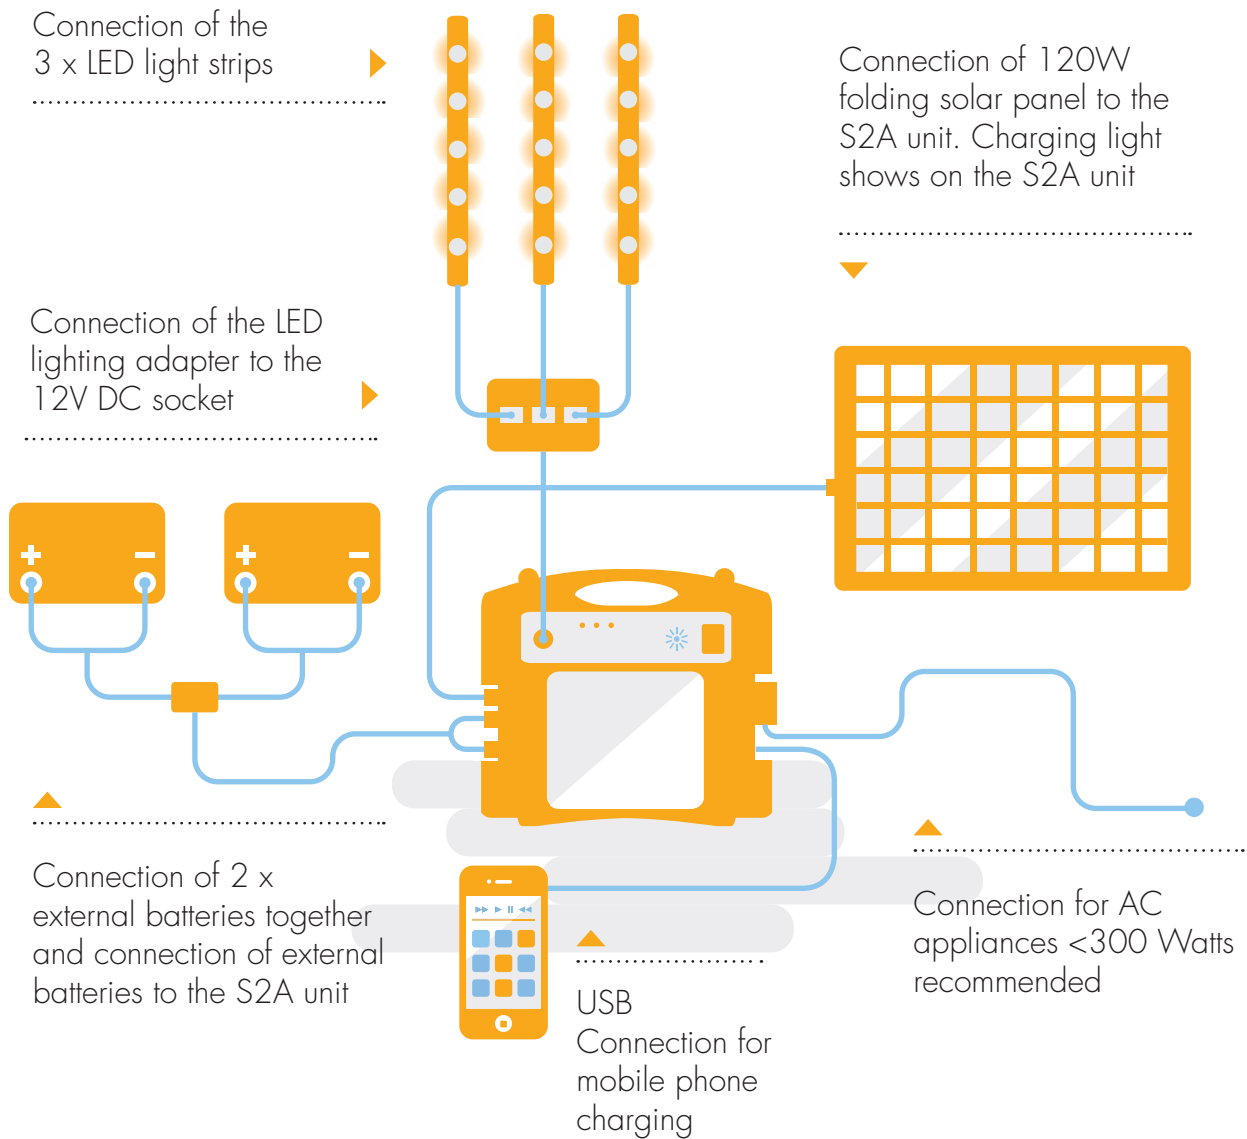 Connection of the
3 x LED light strips
Connection of 120W
folding solar panel to the
S2A unit. Charging light
shows on the S2A unit
Connection of the LED
lighting adapter to the
12V DC socket
Connection of 2 x
external batteries together
and connection of external
batteries to the S2A unit
USB
Connection for
mobile phone
charging
Connection for AC
appliances <300 Watts
recommended